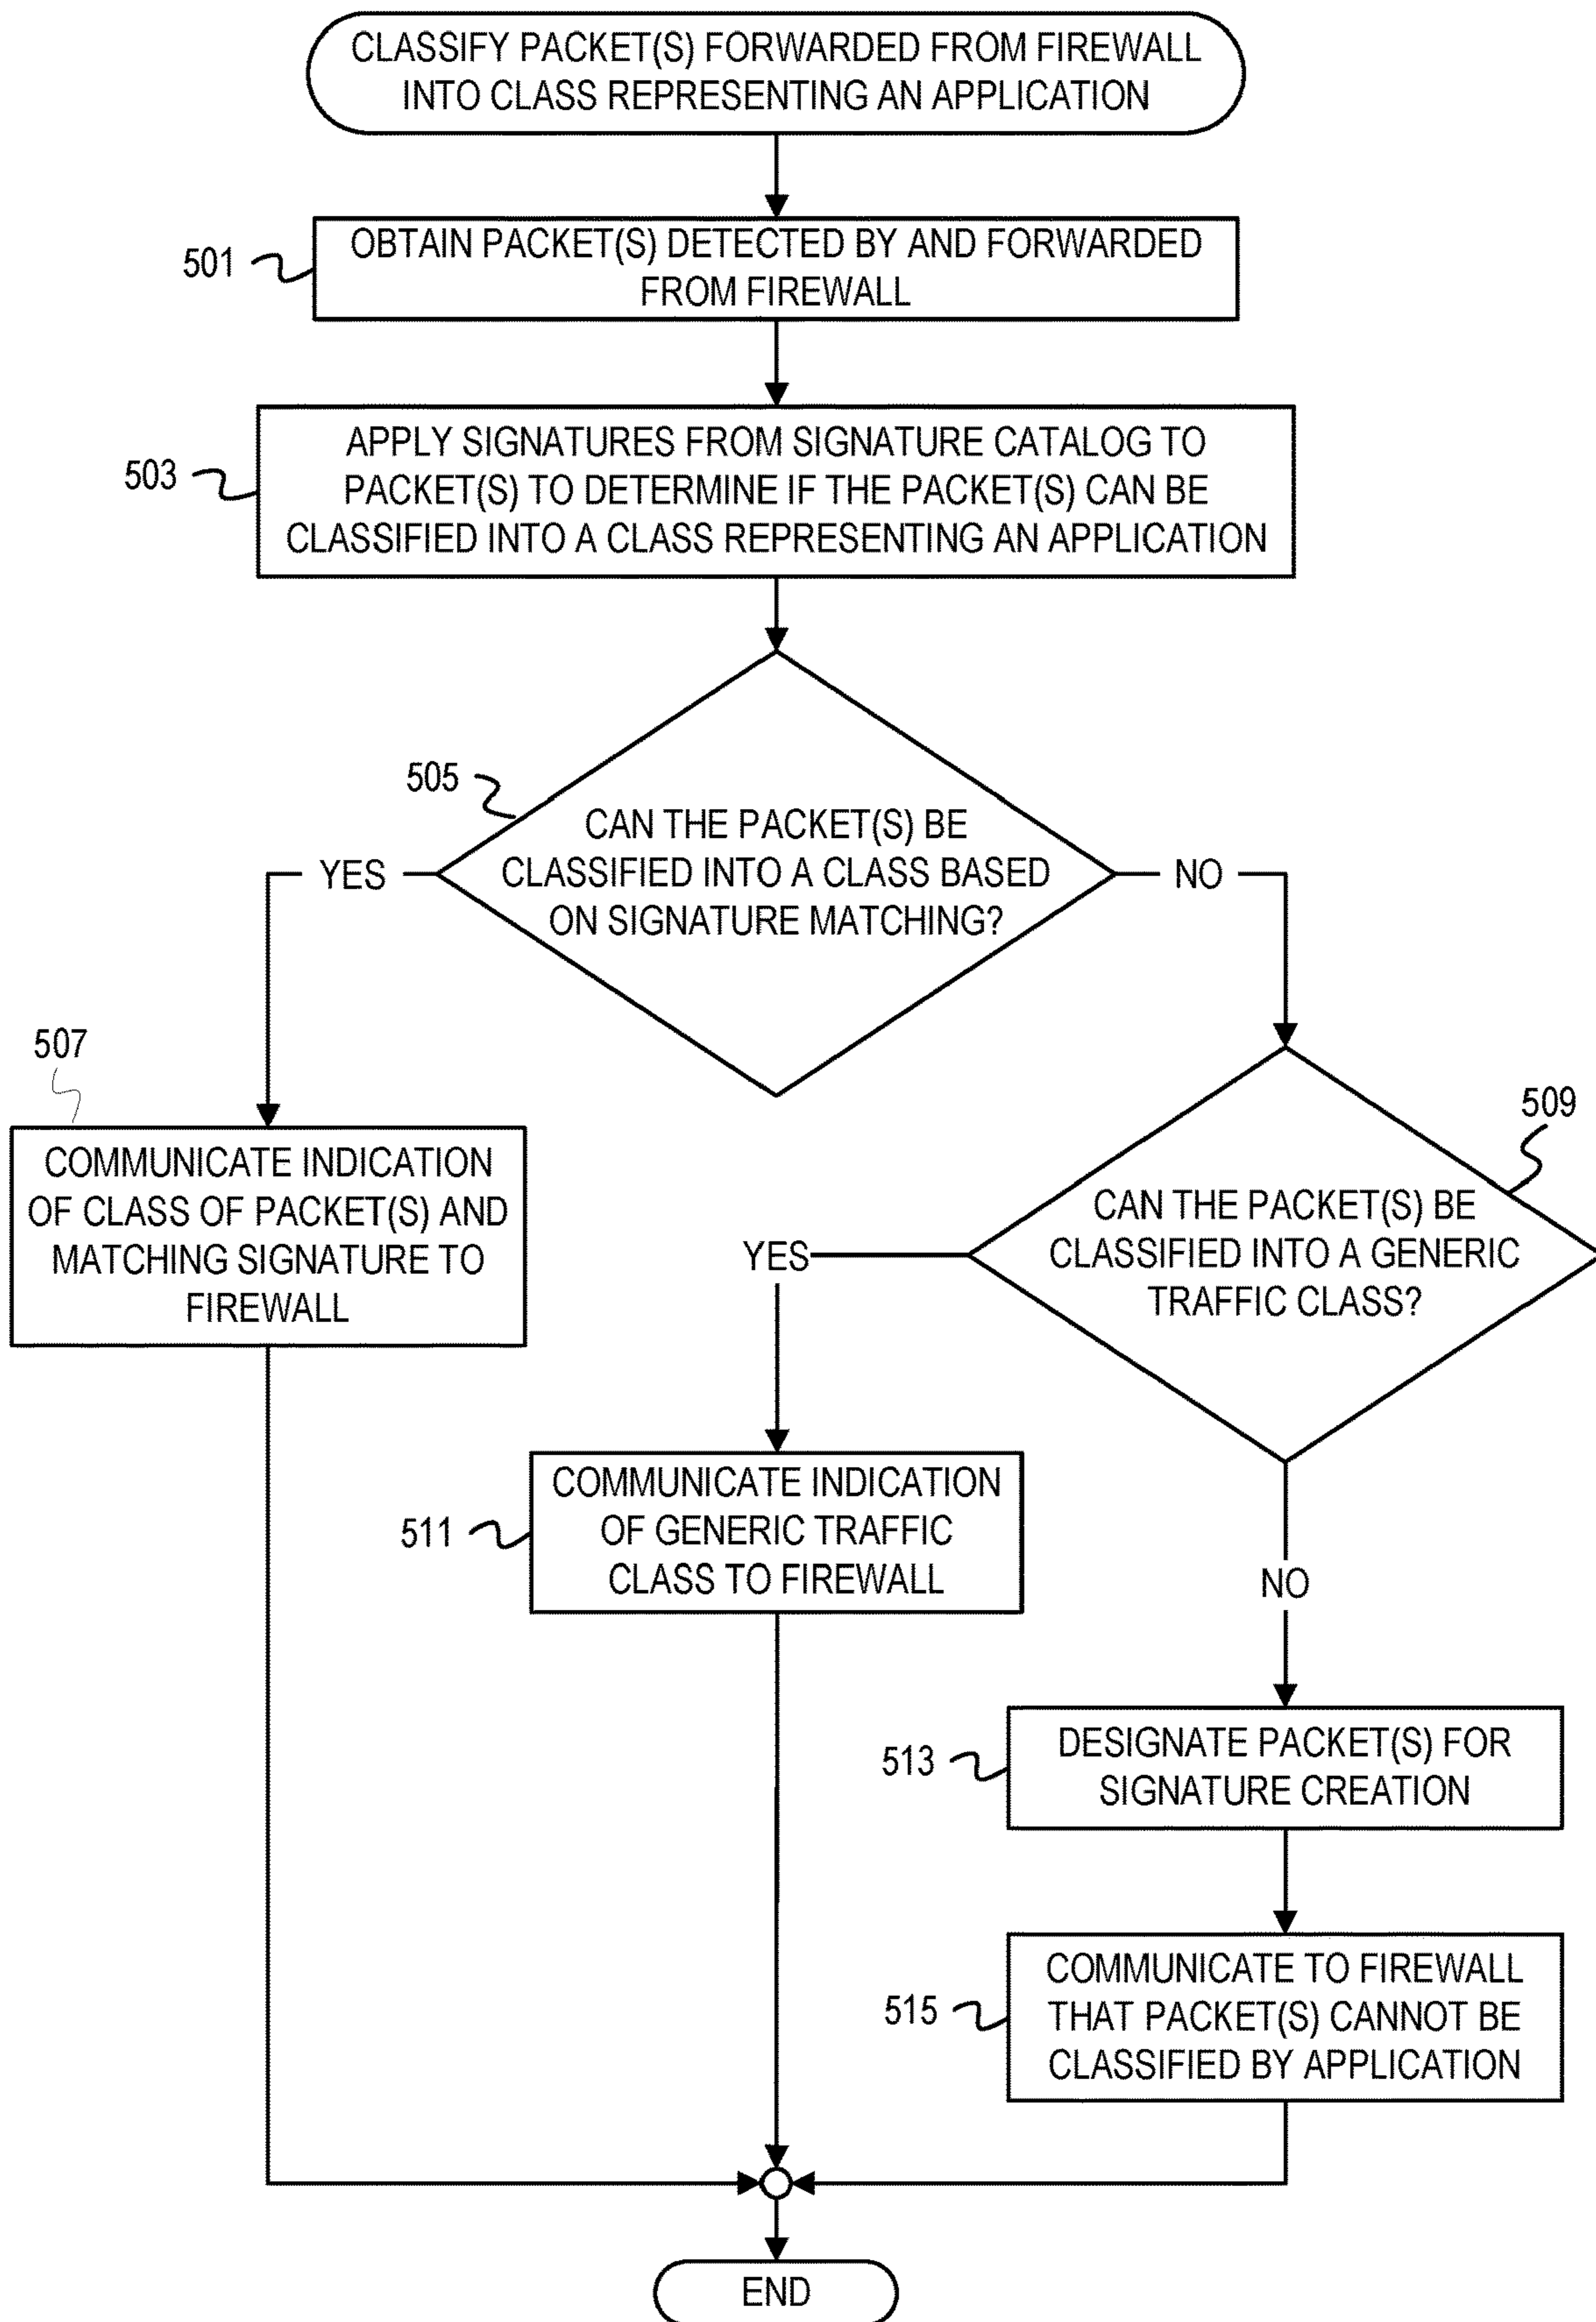 CLASSIFY PACKET(S) FORWARDED FROM FIREWALL
INTO CLASS REPRESENTING AN APPLICATION
501
OBTAIN PACKET(S) DETECTED BY AND FORWARDED
FROM FIREWALL
503
APPLY SIGNATURES FROM SIGNATURE CATALOG TO
PACKET(S) TO DETERMINE IF THE PACKET(S) CAN BE
CLASSIFIED INTO A CLASS REPRESENTING AN APPLICATION
505
CAN THE PACKET(S) BE
CLASSIFIED INTO A CLASS BASED
ON SIGNATURE MATCHING?
YES
NO
507
COMMUNICATE INDICATION
OF CLASS OF PACKET(S) AND
MATCHING SIGNATURE TO
FIREWALL
509
CAN THE PACKET(S) BE
CLASSIFIED INTO A GENERIC
TRAFFIC CLASS?
YES
511
COMMUNICATE INDICATION
OF GENERIC TRAFFIC
CLASS TO FIREWALL
NO
513
DESIGNATE PACKET(S) FOR
SIGNATURE CREATION
515
COMMUNICATE TO FIREWALL
THAT PACKET(S) CANNOT BE
CLASSIFIED BY APPLICATION
END